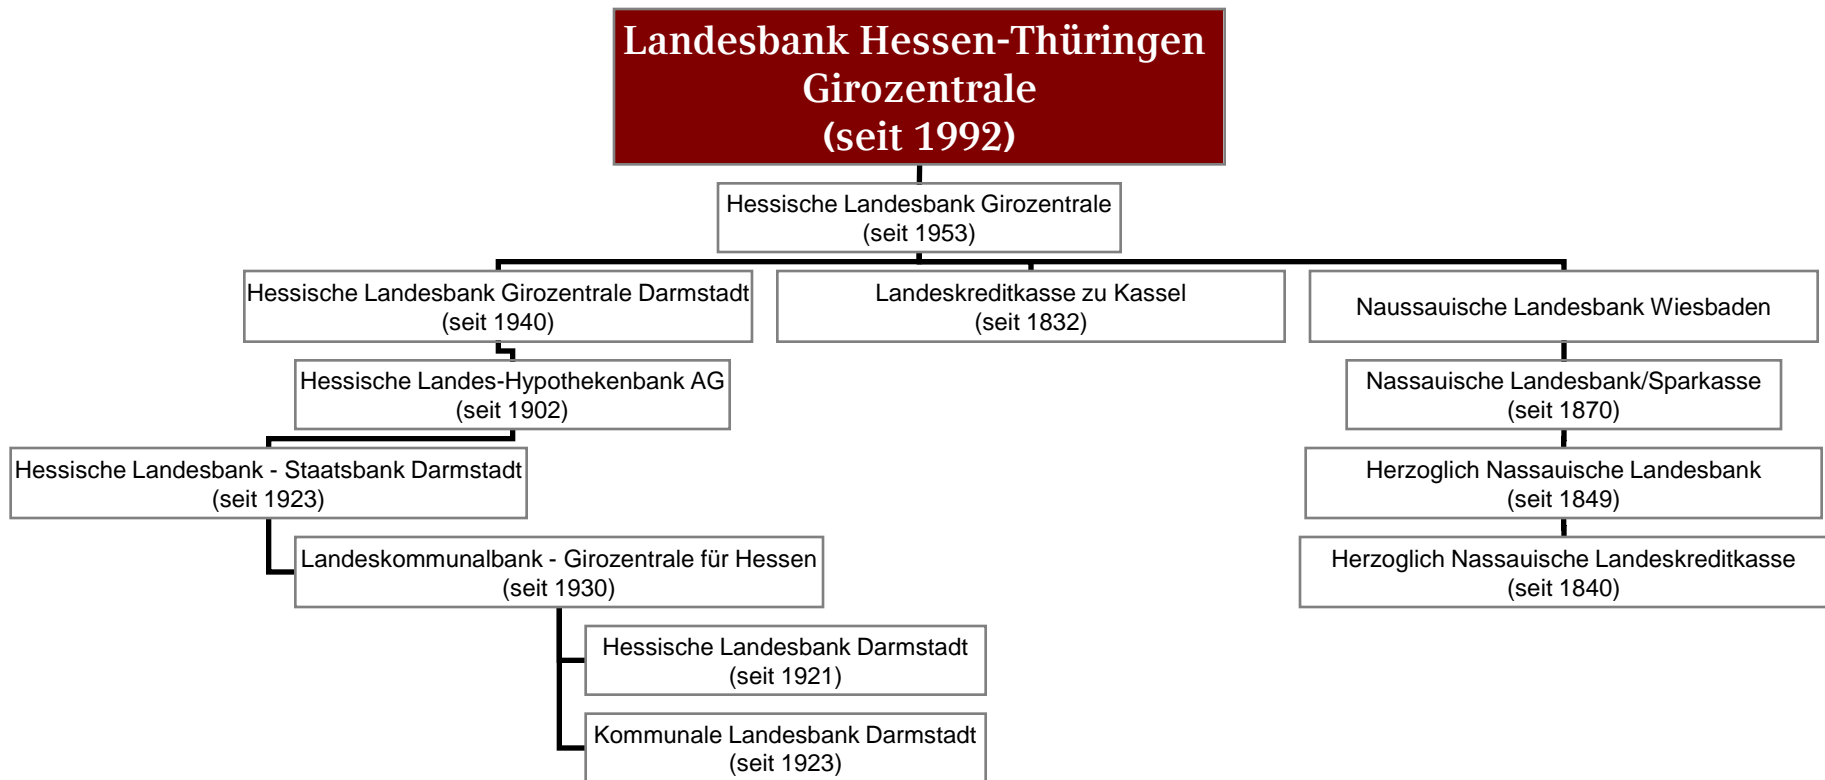 Landesbank Hessen-Thüringen
Girozentrale
(seit 1992)
Hessische Landesbank Girozentrale
(seit 1953)
Hessische Landesbank Girozentrale Darmstadt
(seit 1940)
Landeskreditkasse zu Kassel
(seit 1832)
Naussauische Landesbank Wiesbaden
Hessische Landes-Hypothekenbank AG
(seit 1902)
Nassauische Landesbank/Sparkasse
(seit 1870)
Hessische Landesbank - Staatsbank Darmstadt
(seit 1923)
Herzoglich Nassauische Landesbank
(seit 1849)
Landeskommunalbank - Girozentrale für Hessen
(seit 1930)
Herzoglich Nassauische Landeskreditkasse
(seit 1840)
Hessische Landesbank Darmstadt
(seit 1921)
Kommunale Landesbank Darmstadt
(seit 1923)